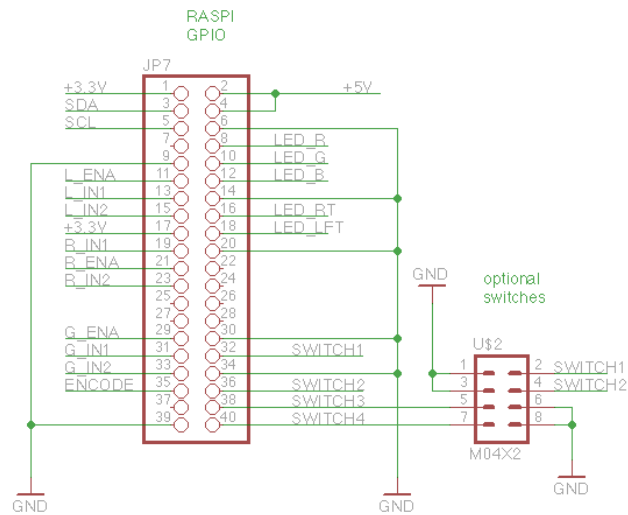 RASPI
GPIO
JP7
+3.3V 1 2 +5V
SDA 3 4
SCL 5 6
7 8 LED_R
9 10 LED_G
L_ENA 11 12 LED_B
L_IN1 13 14
L_IN2 15 16 LED_RT
+3.3V 17 18 LED_LFT
R_IN1 19 20
R_ENA 21 22
R_IN2 23 24
25 26
27 28
G_ENA 29 30
G_IN1 31 32 SWITCH1
G_IN2 33 34
ENCODE 35 36 SWITCH2
37 38 SWITCH3
39 40 SWITCH4
GND
GND
GND
optional
switches
U$2
1 2 SWITCH1
3 4 SWITCH2
5 6
7 8
M04X2
GND